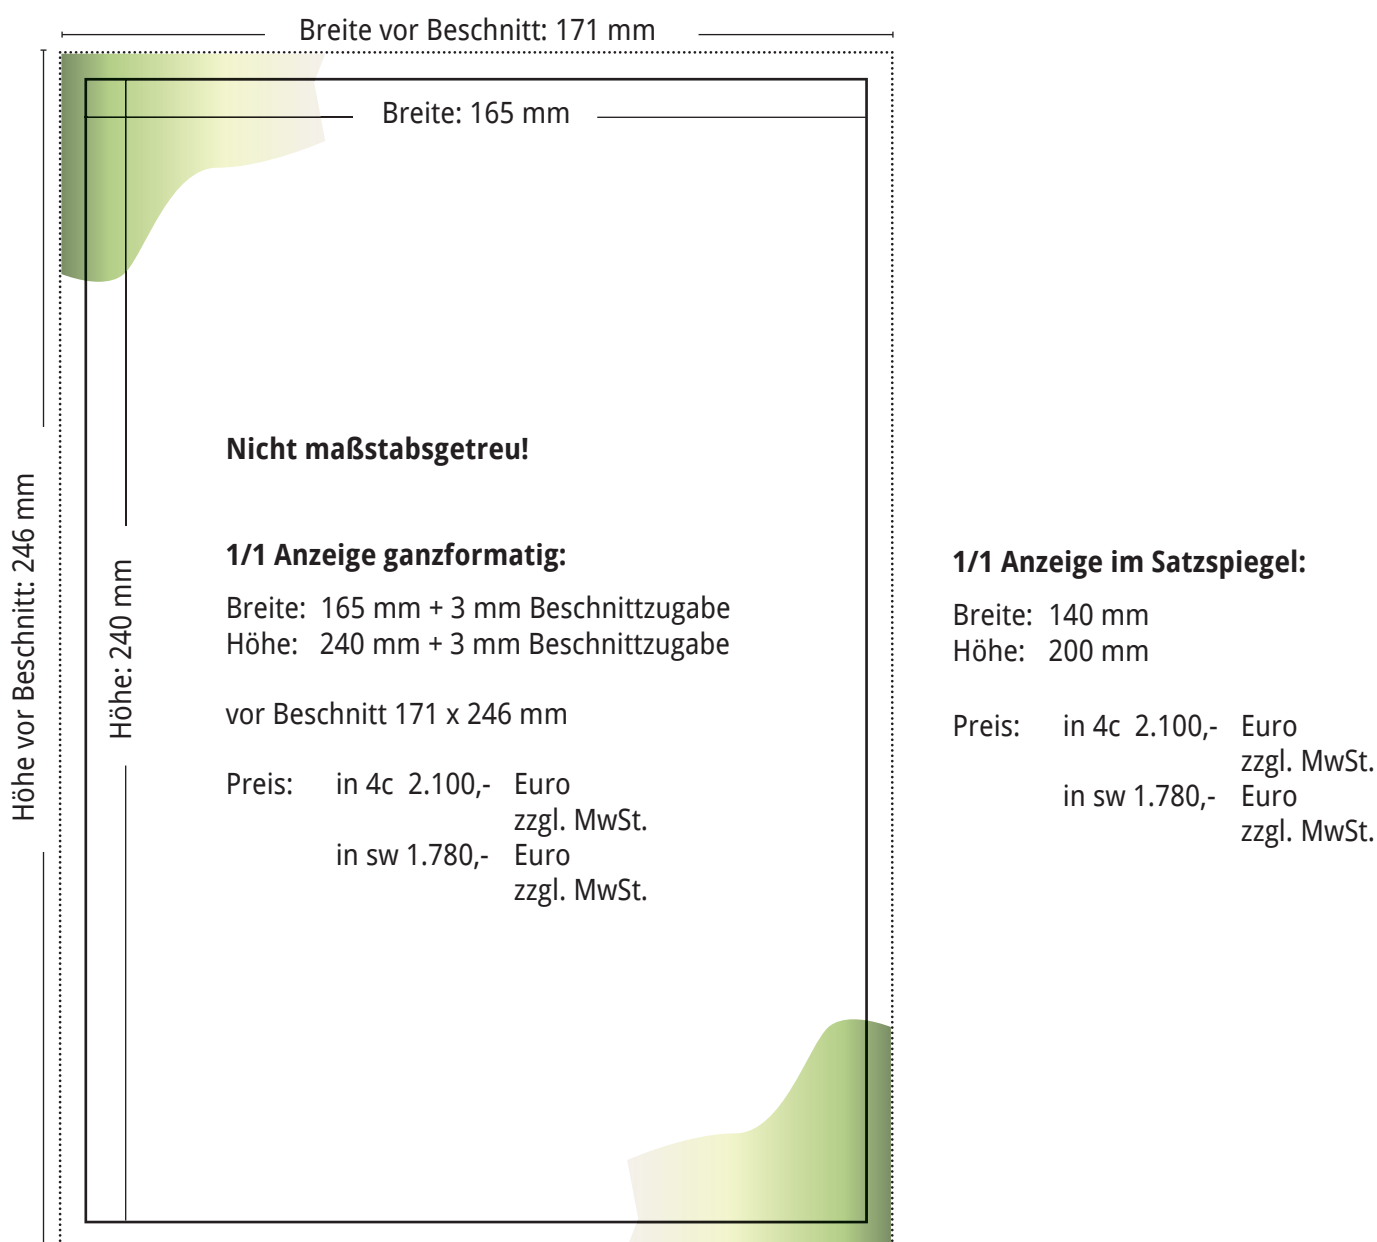 Breite vor Beschnitt: 171 mm
Breite: 165 mm
Höhe vor Beschnitt: 246 mm
Höhe: 240 mm
Nicht maßstabsgetreu!
1/1 Anzeige ganzformatig:
Breite: 165 mm + 3 mm Beschnittzugabe
Höhe: 240 mm + 3 mm Beschnittzugabe
vor Beschnitt 171 x 246 mm
Preis: in 4c 2.100,- Euro
zzgl. MwSt.
in sw 1.780,- Euro
zzgl. MwSt.
1/1 Anzeige im Satzspiegel:
Breite: 140 mm
Höhe: 200 mm
Preis: in 4c 2.100,- Euro
zzgl. MwSt.
in sw 1.780,- Euro
zzgl. MwSt.